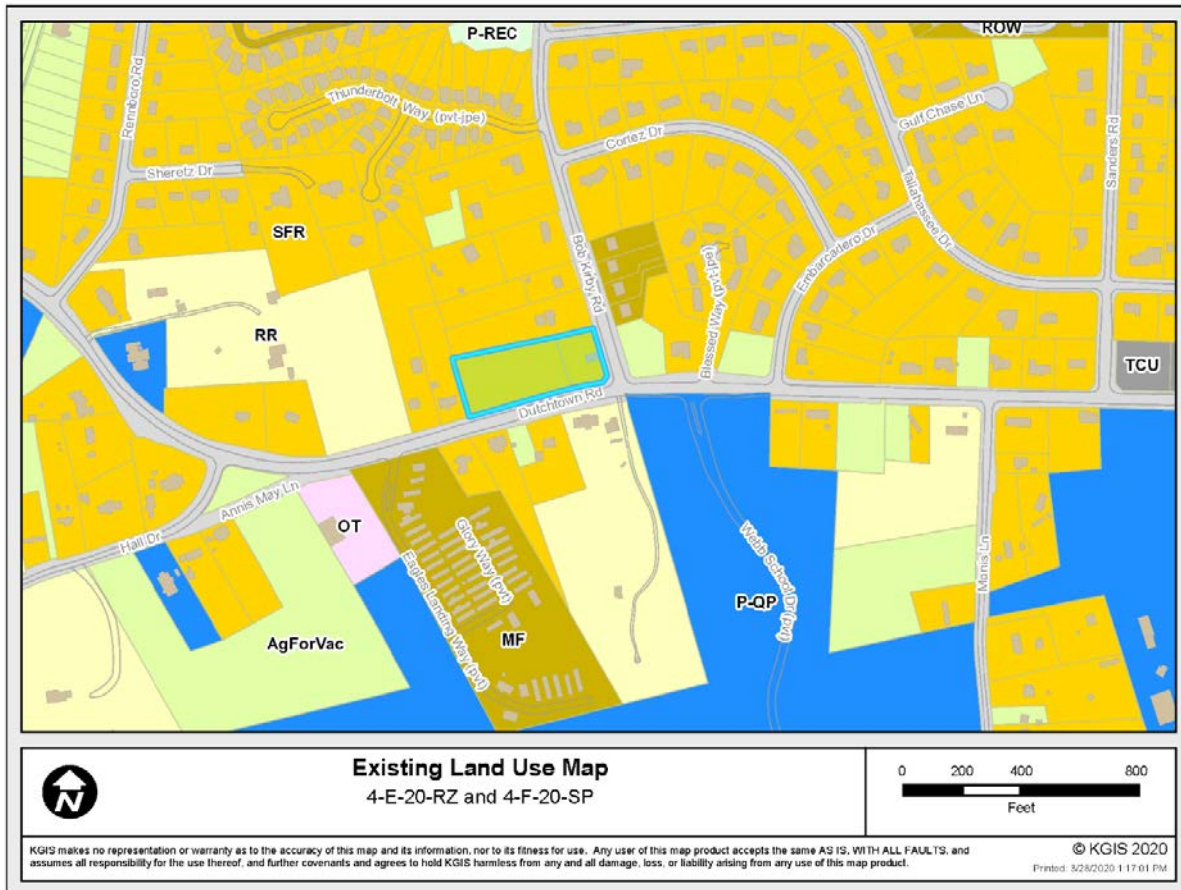 P-REC
ROW
Rennboro Rd
Thunderbolt Way (pvt-jpe)
Gulf Chase Ln
Cortez Dr
Sanders Rd
Sheretz Dr
Tallahassee Dr
SFR
Bob Kirby Rd
Embarcadero Dr
Blessed Way (pvt-jpe)
RR
TCU
Dutchtown Rd
Annis May Ln
OT
Hall Dr
Glory Way (pvt)
Webb School Dr (pvt)
Manis Ln
Eagles Landing Way (pvt)
P-QP
MF
AgForVac
N
Existing Land Use Map
4-E-20-RZ and 4-F-20-SP
0 200 400 800
Feet
KGIS makes no representation or warranty as to the accuracy of this map and its information, nor to its fitness for use. Any user of this map product accepts the same AS IS, WITH ALL FAULTS, and
assumes all responsibility for the use thereof, and further covenants and agrees to hold KGIS harmless from any and all damage, loss, or liability arising from any use of this map product.
© KGIS 2020
Printed: 3/28/2020 1:17:01 PM